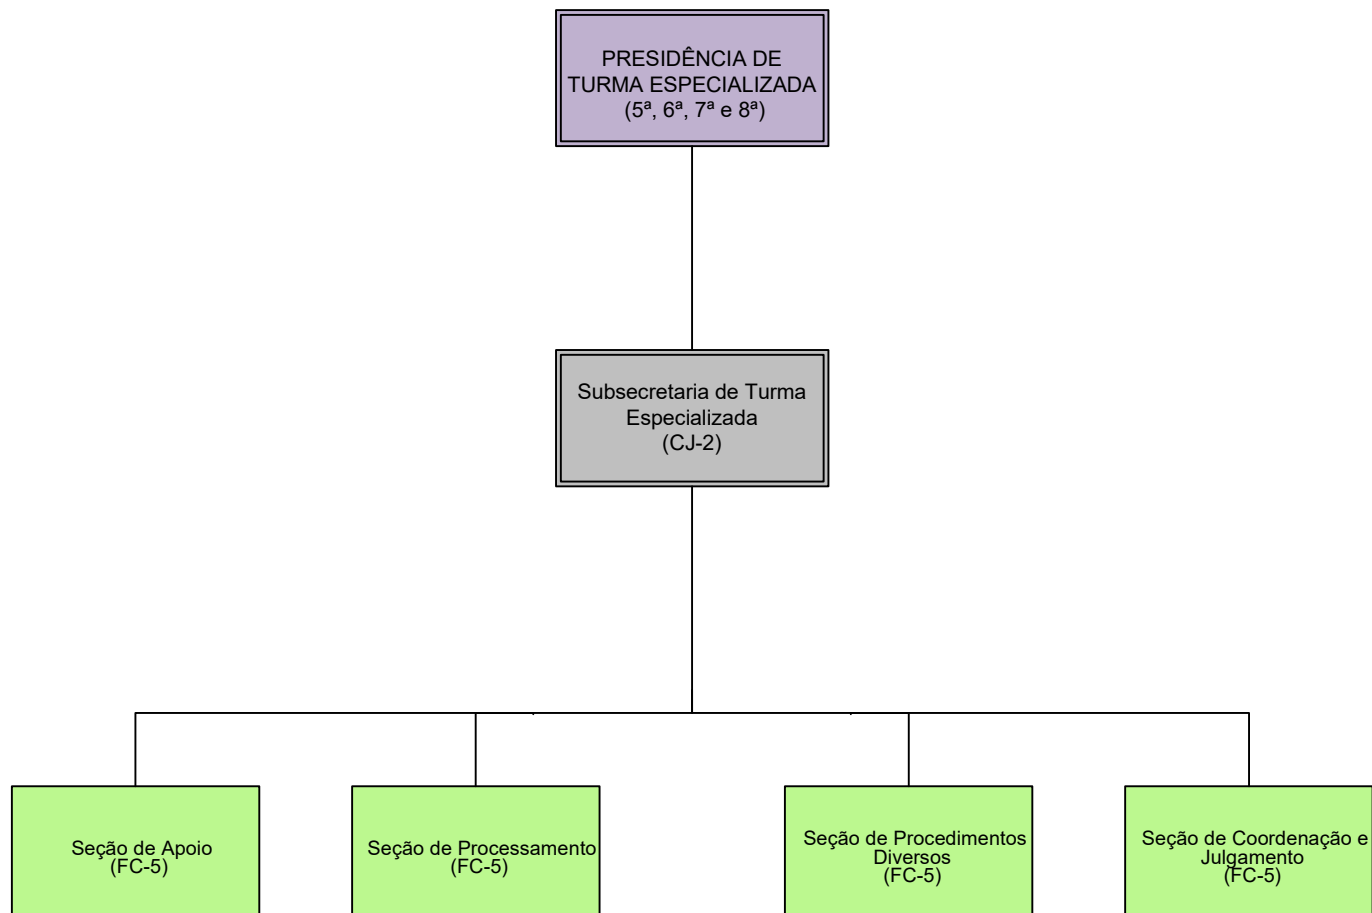 PRESIDÊNCIA DE
TURMA ESPECIALIZADA
(5ª, 6ª, 7ª e 8ª)
Subsecretaria de Turma
Especializada
(CJ-2)
Seção de Apoio
(FC-5)
Seção de Processamento
(FC-5)
Seção de Procedimentos
Diversos
(FC-5)
Seção de Coordenação e
Julgamento
(FC-5)